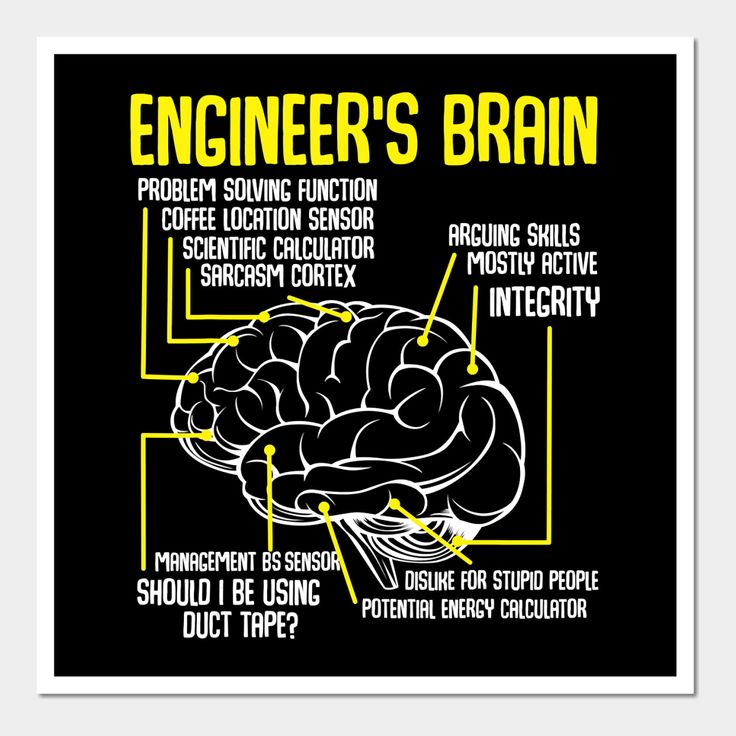 ENGINEER'S BRAIN
PROBLEM SOLVING FUNCTION
COFFEE LOCATION SENSOR
SCIENTIFIC CALCULATOR
SARCASM CORTEX
ARGUING SKILLS
MOSTLY ACTIVE
INTEGRITY
MANAGEMENT BS SENSOR
SHOULD I BE USING
DUCT TAPE?
DISLIKE FOR STUPID PEOPLE
POTENTIAL ENERGY CALCULATOR